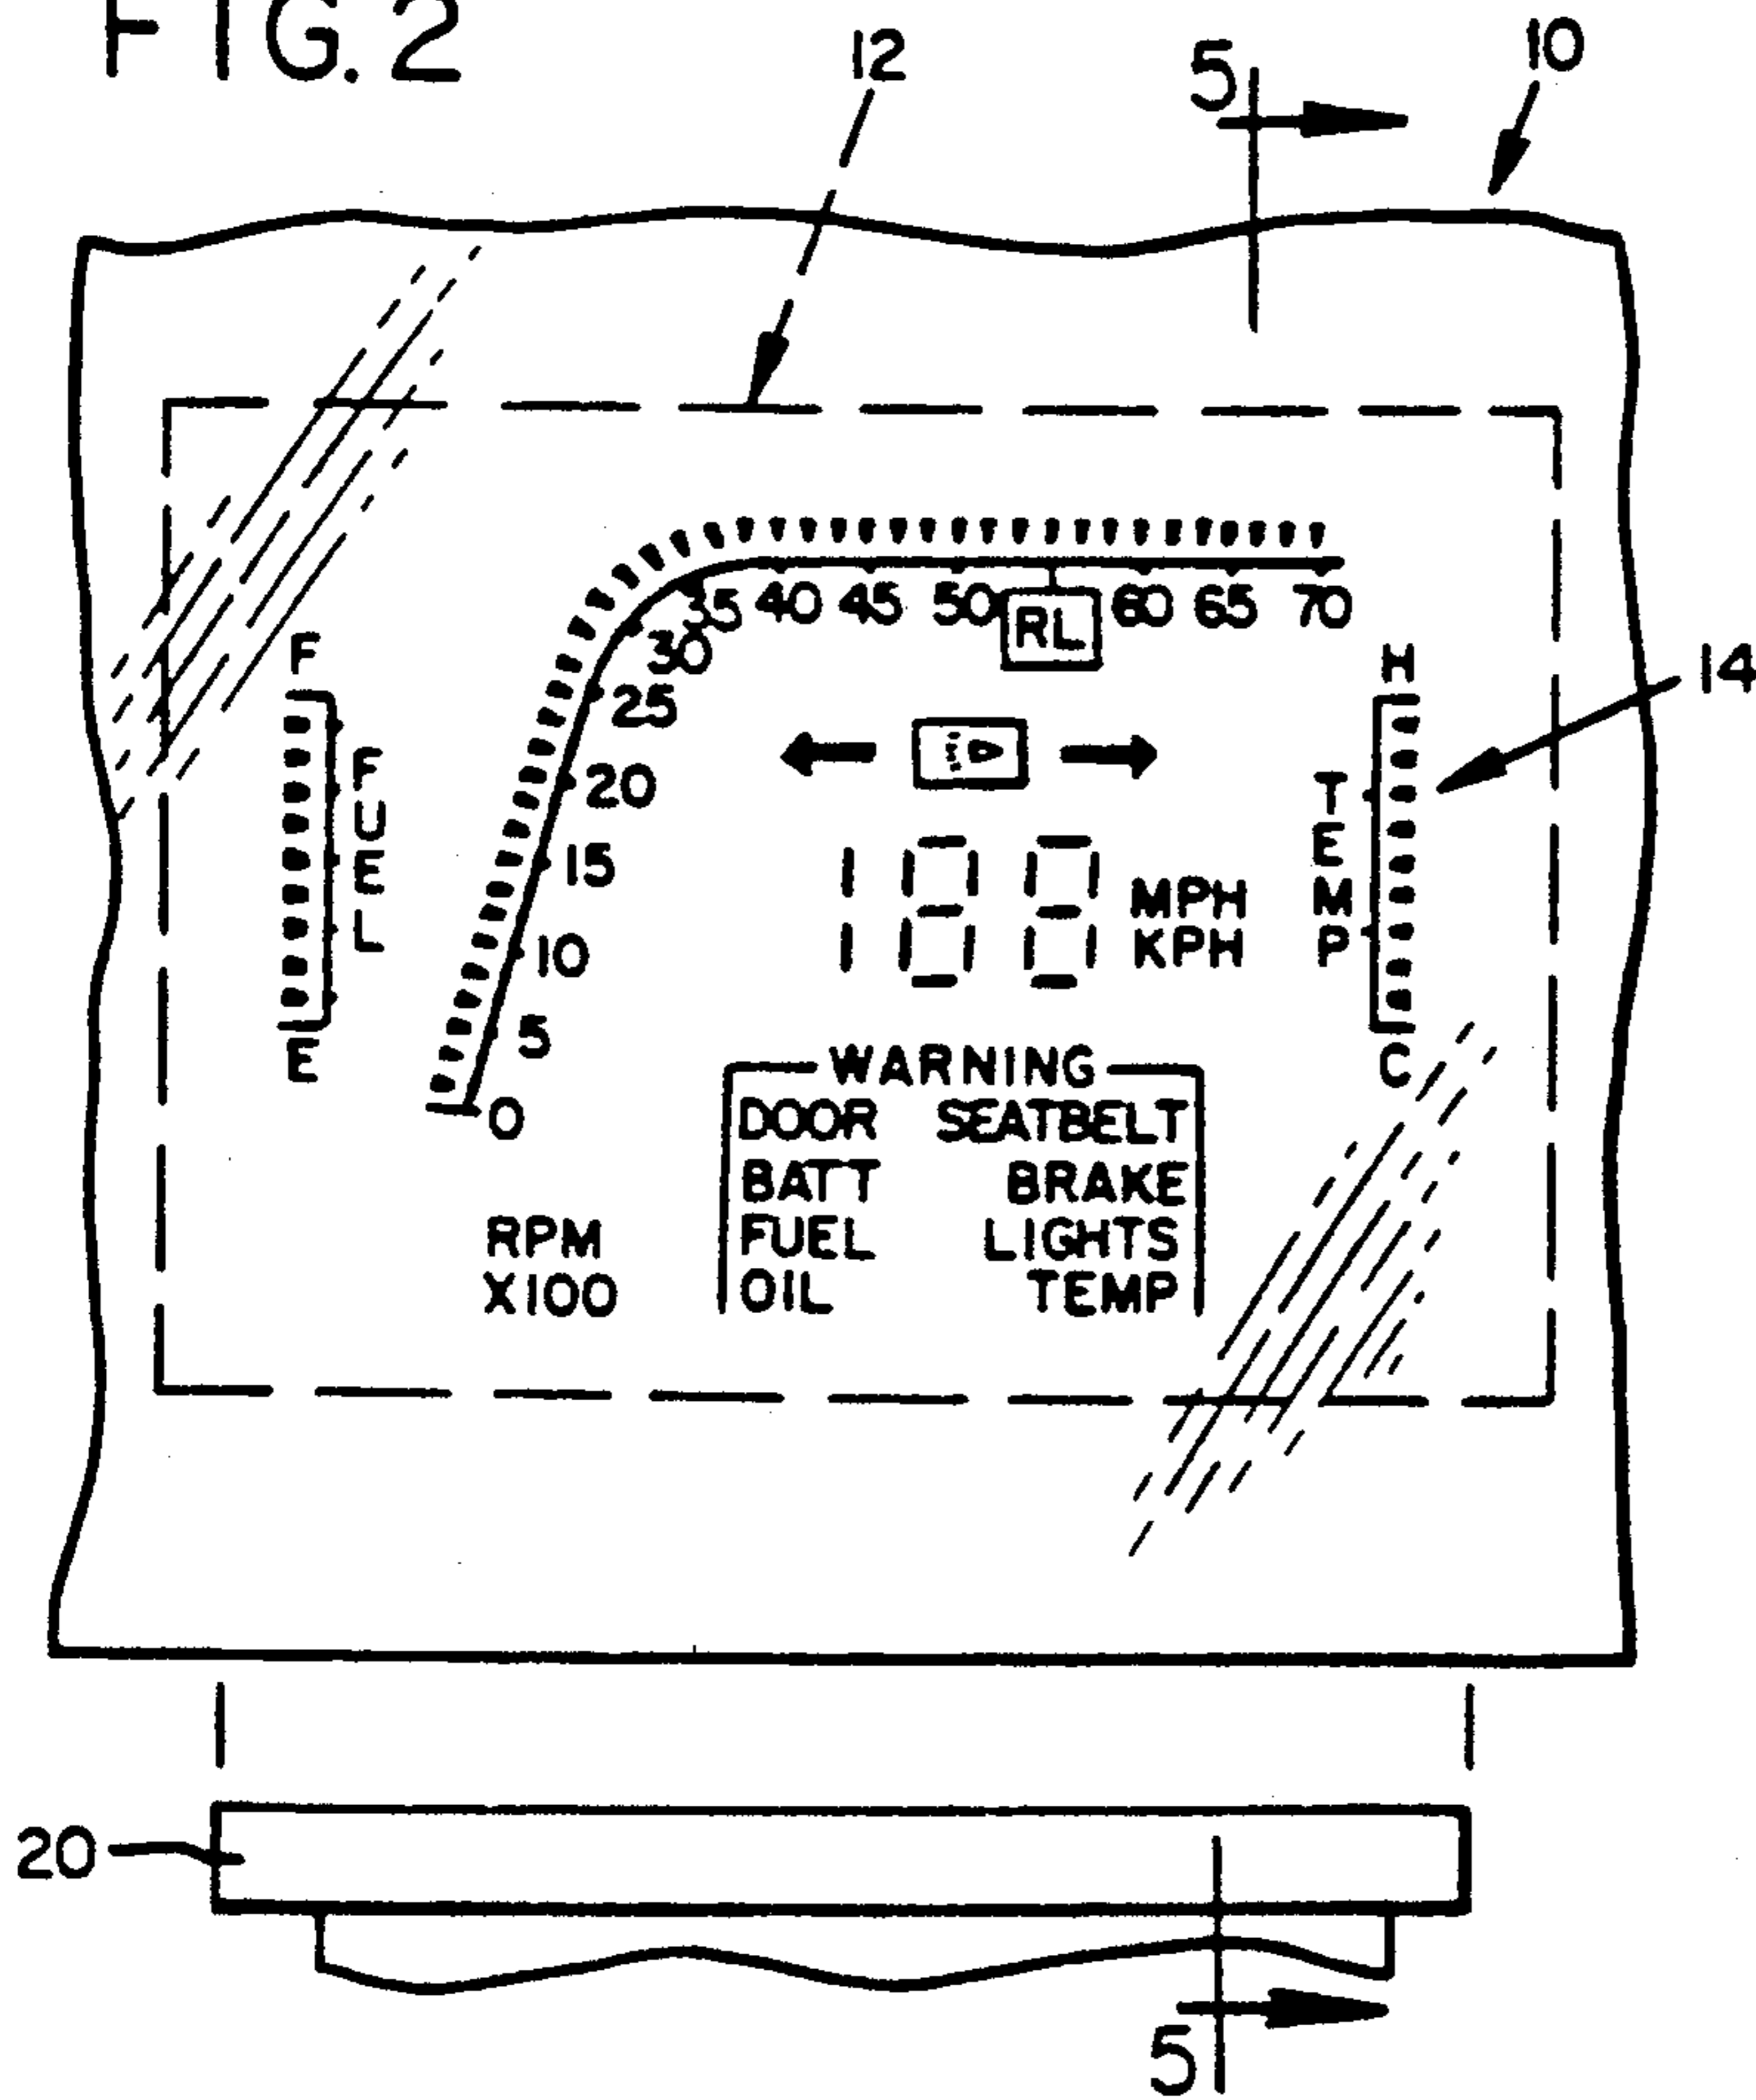 FIG. 2
12
5
10
35 40 45 50 RL 60 65 70
30
25
20
15
10
5
0
F
FUEL
E
H
TEMP
C
14
188 MPH
KPH
WARNING
DOOR SEATBELT
BATT BRAKE
FUEL LIGHTS
OIL TEMP
RPM
X100
20
5